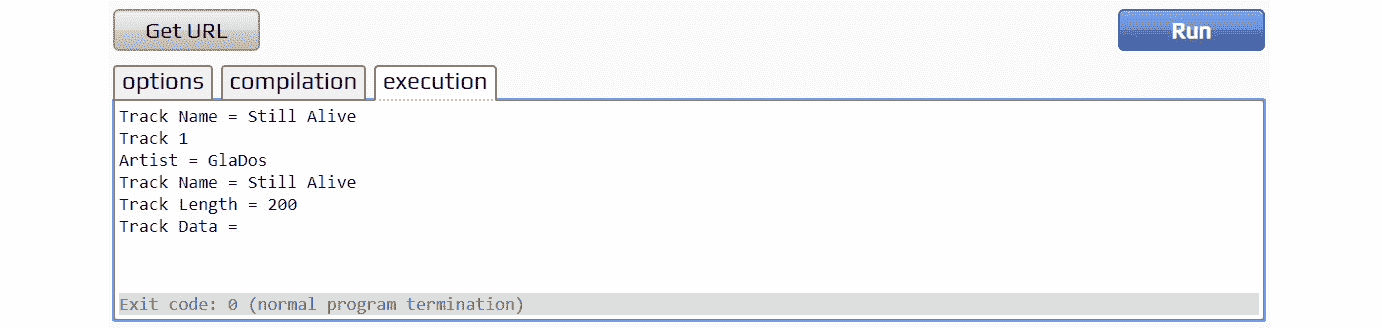 Get URL
Run
options
compilation
execution
Track Name = Still Alive
Track 1
Artist = GlaDos
Track Name = Still Alive
Track Length = 200
Track Data =
Exit code: 0 (normal program termination)